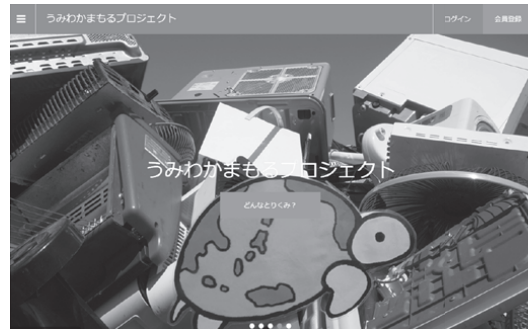 うみわかまもるプロジェクト
ログイン
会員登録
うみわかまもるプロジェクト
どんなとりくみ？